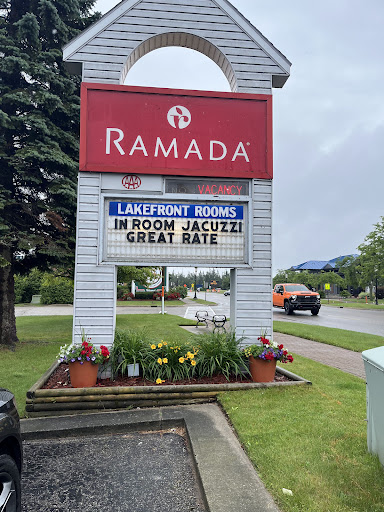 RAMADA®
AAA
VACANCY
LAKEFRONT ROOMS
IN ROOM JACUZZI
GREAT RATE